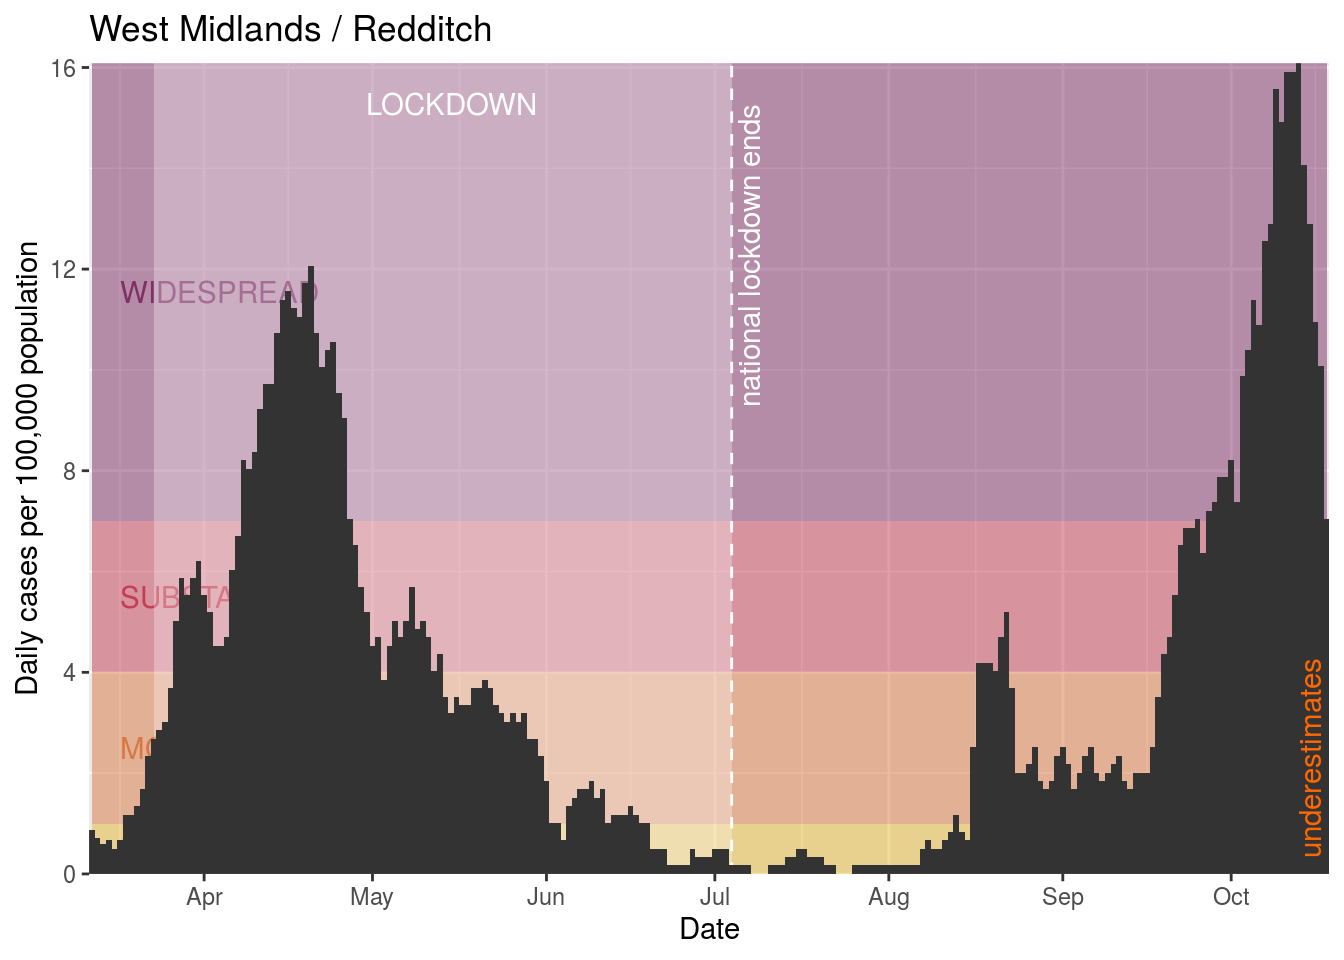 West Midlands / Redditch
16
12
8
4
0
Daily cases per 100,000 population
LOCKDOWN
national lockdown ends
WIDESPREAD
underestimates
Apr
May
Jun
Jul
Aug
Sep
Oct
Date